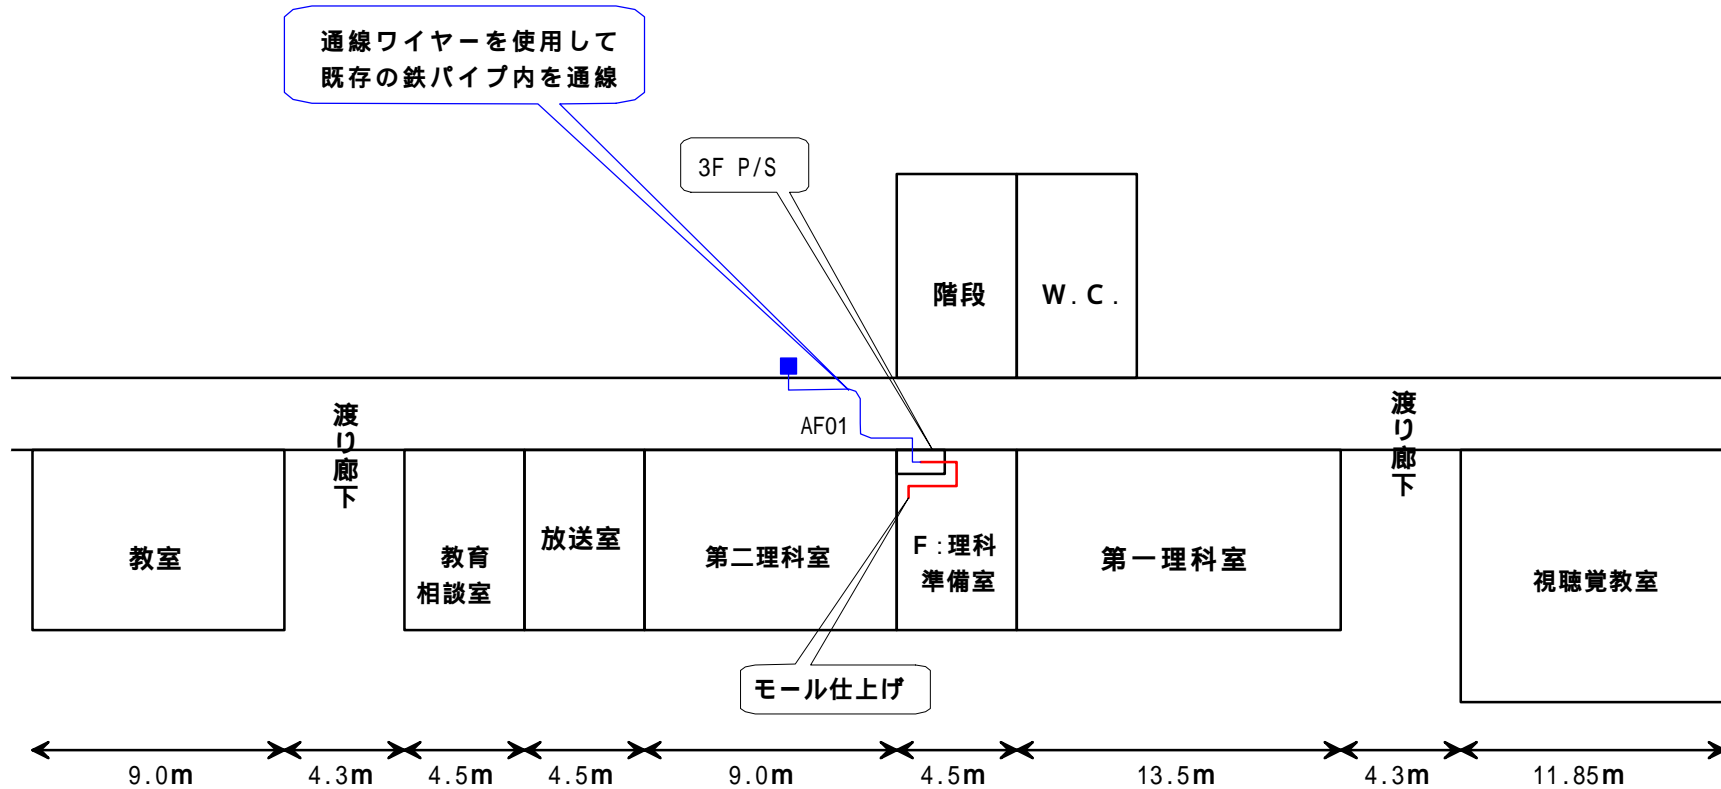 通線ワイヤーを使用して
既存の鉄パイプ内を通線
3F P/S
階段
W.C.
渡り廊下
渡り廊下
AF01
教室
教育
相談室
放送室
第二理科室
F:理科
準備室
第一理科室
視聴覚教室
モール仕上げ
9.0m
4.3m
4.5m
4.5m
9.0m
4.5m
13.5m
4.3m
11.85m